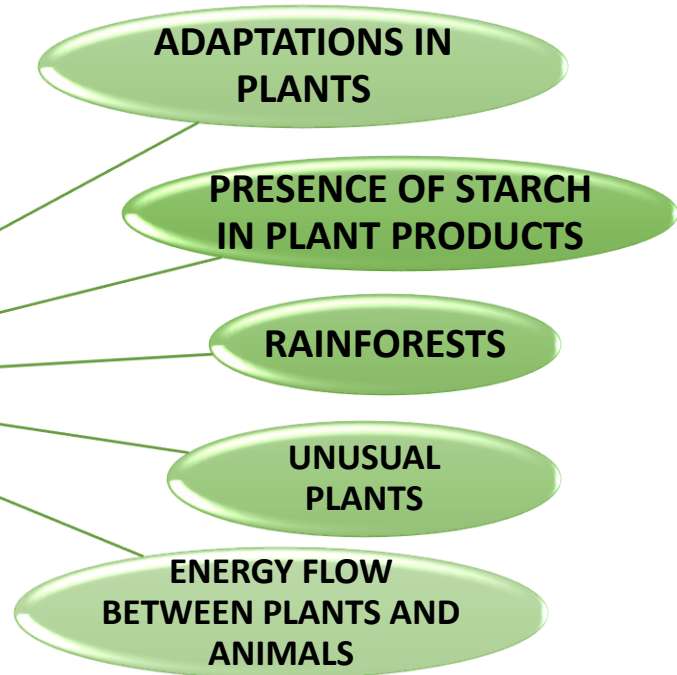 ADAPTATIONS IN
PLANTS
PRESENCE OF STARCH
IN PLANT PRODUCTS
RAINFORESTS
UNUSUAL
PLANTS
ENERGY FLOW
BETWEEN PLANTS AND
ANIMALS